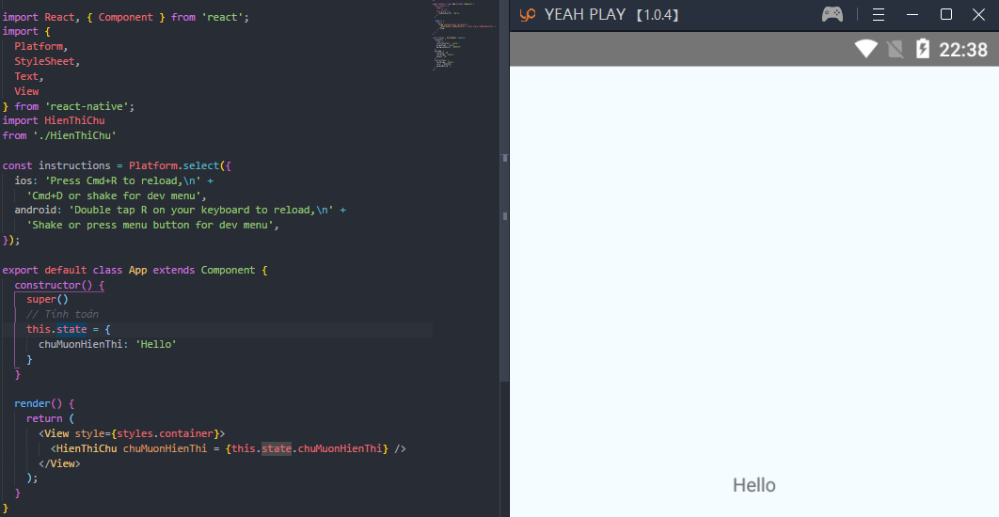 import React, { Component } from 'react';
import {
Platform,
StyleSheet,
Text,
View
} from 'react-native';
import HienThiChu
from './HienThiChu'
const instructions = Platform.select({
ios: 'Press Cmd+R to reload,\n' +
'Cmd+D or shake for dev menu',
android: 'Double tap R on your keyboard to reload,\n' +
'Shake or press menu button for dev menu',
});
export default class App extends Component {
constructor() {
super()
// Tính toán
this.state = {
chuMuonHienThi: 'Hello'
}
}
render() {
return (
<View style={styles.container}>
<HienThiChu chuMuonHienThi = {this.state.chuMuonHienThi} />
</View>
);
}
}
YEAH PLAY 【1.0.4】
22:38
Hello